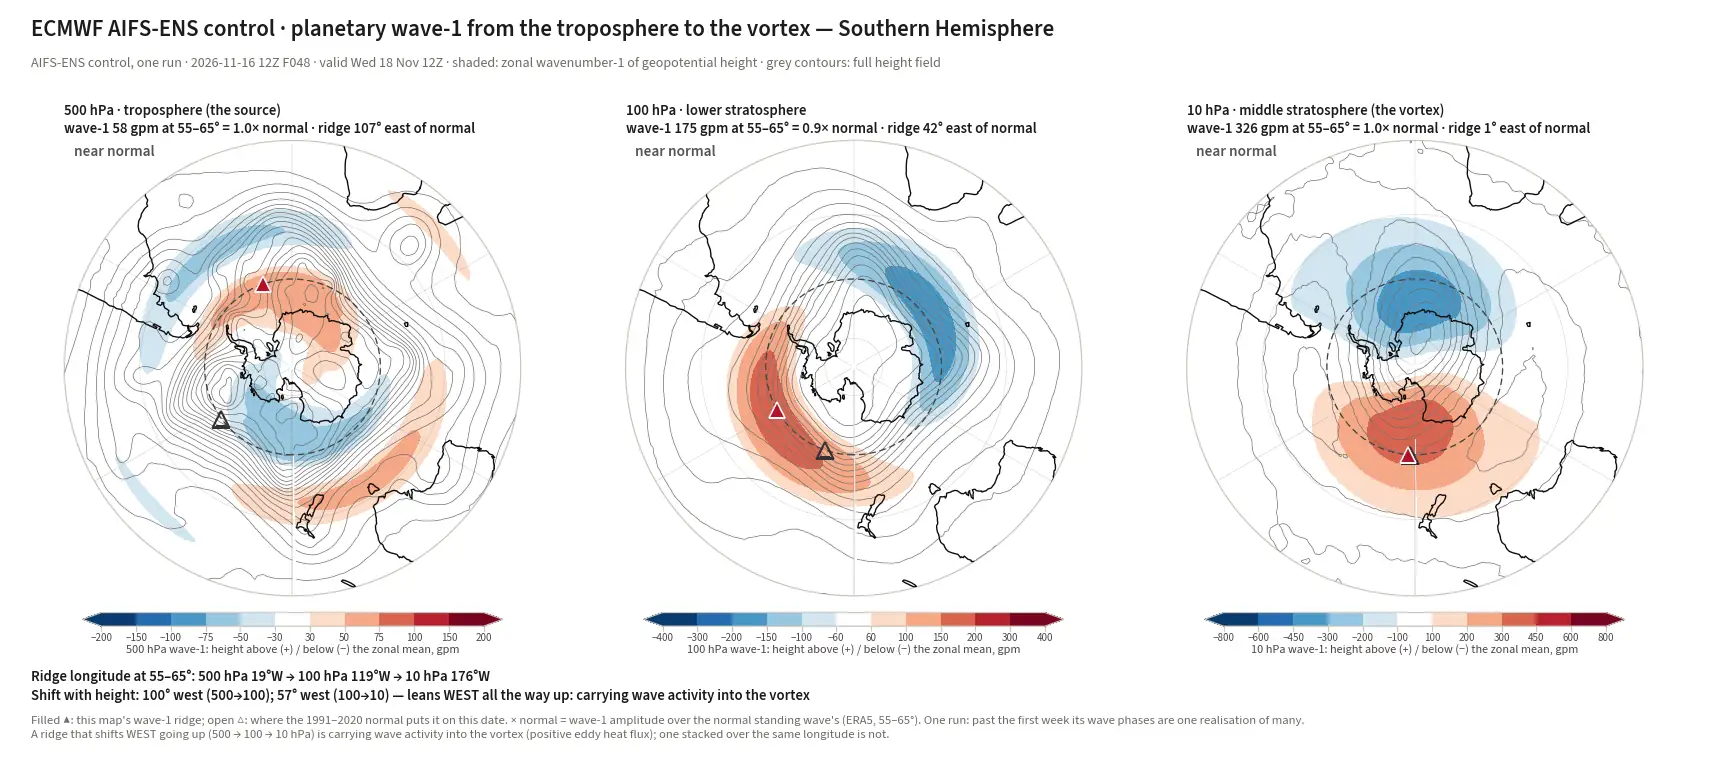 ECMWF AIFS-ENS control · planetary wave-1 from the troposphere to the vortex — Southern Hemisphere
AIFS-ENS control, one run · 2026-11-16 12Z F048 · valid Wed 18 Nov 12Z · shaded: zonal wavenumber-1 of geopotential height · grey contours: full height field
500 hPa · troposphere (the source)
wave-1 58 gpm at 55–65° = 1.0× normal · ridge 107° east of normal
near normal
100 hPa · lower stratosphere
wave-1 175 gpm at 55–65° = 0.9× normal · ridge 42° east of normal
near normal
10 hPa · middle stratosphere (the vortex)
wave-1 326 gpm at 55–65° = 1.0× normal · ridge 1° east of normal
near normal
−200 −150 −100 −75 −50 −30 30 50 75 100 150 200
500 hPa wave-1: height above (+) / below (−) the zonal mean, gpm
−400 −300 −200 −150 −100 −60 60 100 150 200 300 400
100 hPa wave-1: height above (+) / below (−) the zonal mean, gpm
−800 −600 −450 −300 −200 −100 100 200 300 450 600 800
10 hPa wave-1: height above (+) / below (−) the zonal mean, gpm
Ridge longitude at 55–65°: 500 hPa 19°W → 100 hPa 119°W → 10 hPa 176°W
Shift with height: 100° west (500→100); 57° west (100→10) — leans WEST all the way up: carrying wave activity into the vortex
Filled ▲: this map's wave-1 ridge; open △: where the 1991–2020 normal puts it on this date. × normal = wave-1 amplitude over the normal standing wave's (ERA5, 55–65°). One run: past the first week its wave phases are one realisation of many.
A ridge that shifts WEST going up (500 → 100 → 10 hPa) is carrying wave activity into the vortex (positive eddy heat flux); one stacked over the same longitude is not.